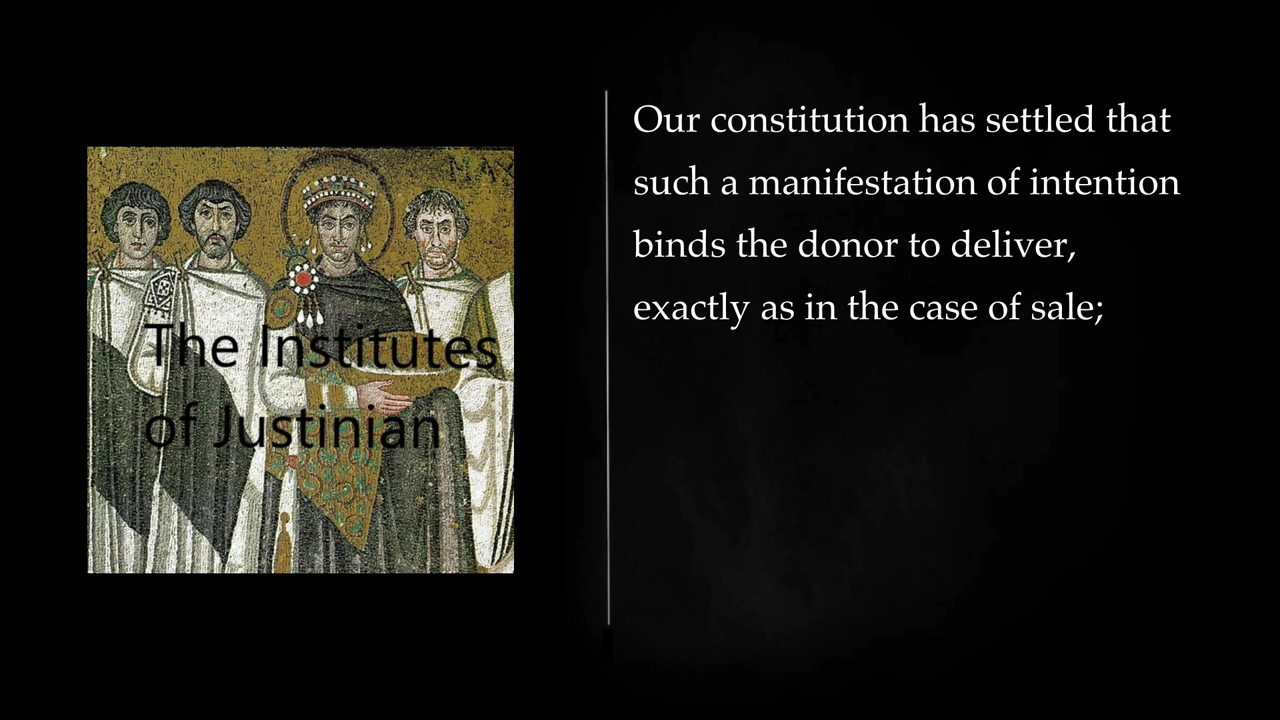 MAX
The Institutes
of Justinian
Our constitution has settled that
such a manifestation of intention
binds the donor to deliver,
exactly as in the case of sale;